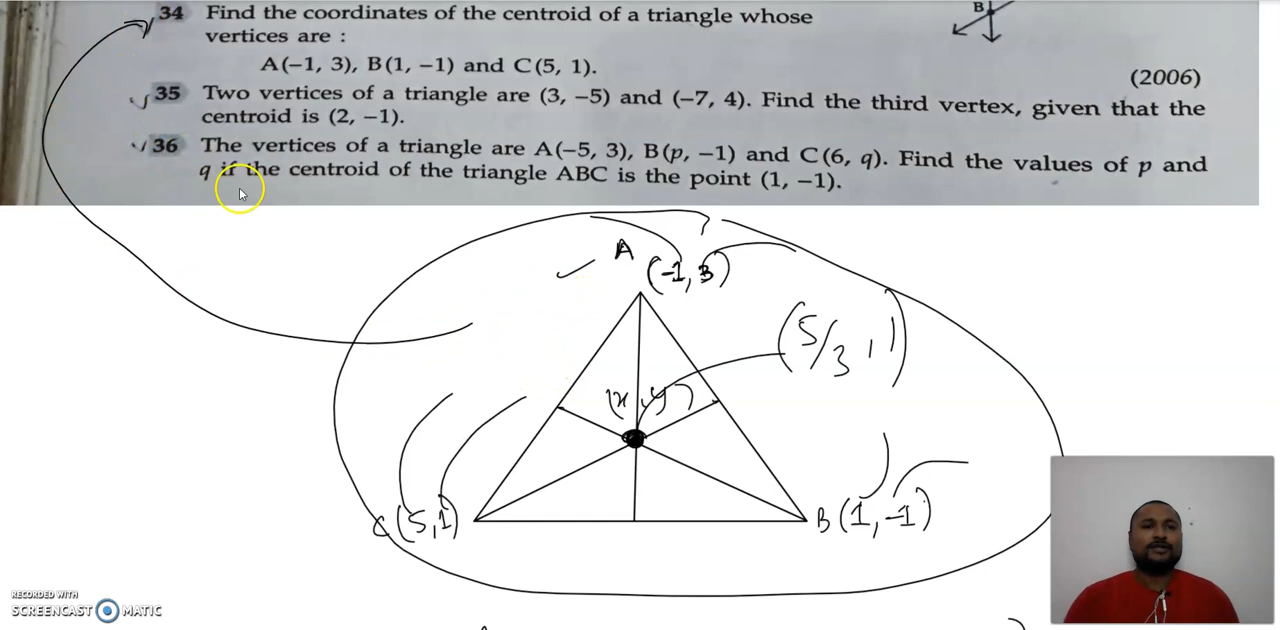 34 Find the coordinates of the centroid of a triangle whose
vertices are :
A(−1, 3), B(1, −1) and C(5, 1).
(2006)
35 Two vertices of a triangle are (3, −5) and (−7, 4). Find the third vertex, given that the
centroid is (2, −1).
36 The vertices of a triangle are A(−5, 3), B(p, −1) and C(6, q). Find the values of p and
q if the centroid of the triangle ABC is the point (1, −1).
B
A
(-1, 3)
(5/3, 1)
(x, y)
C (5, 1)
B (1, -1)
RECORDED WITH
SCREENCAST MATIC